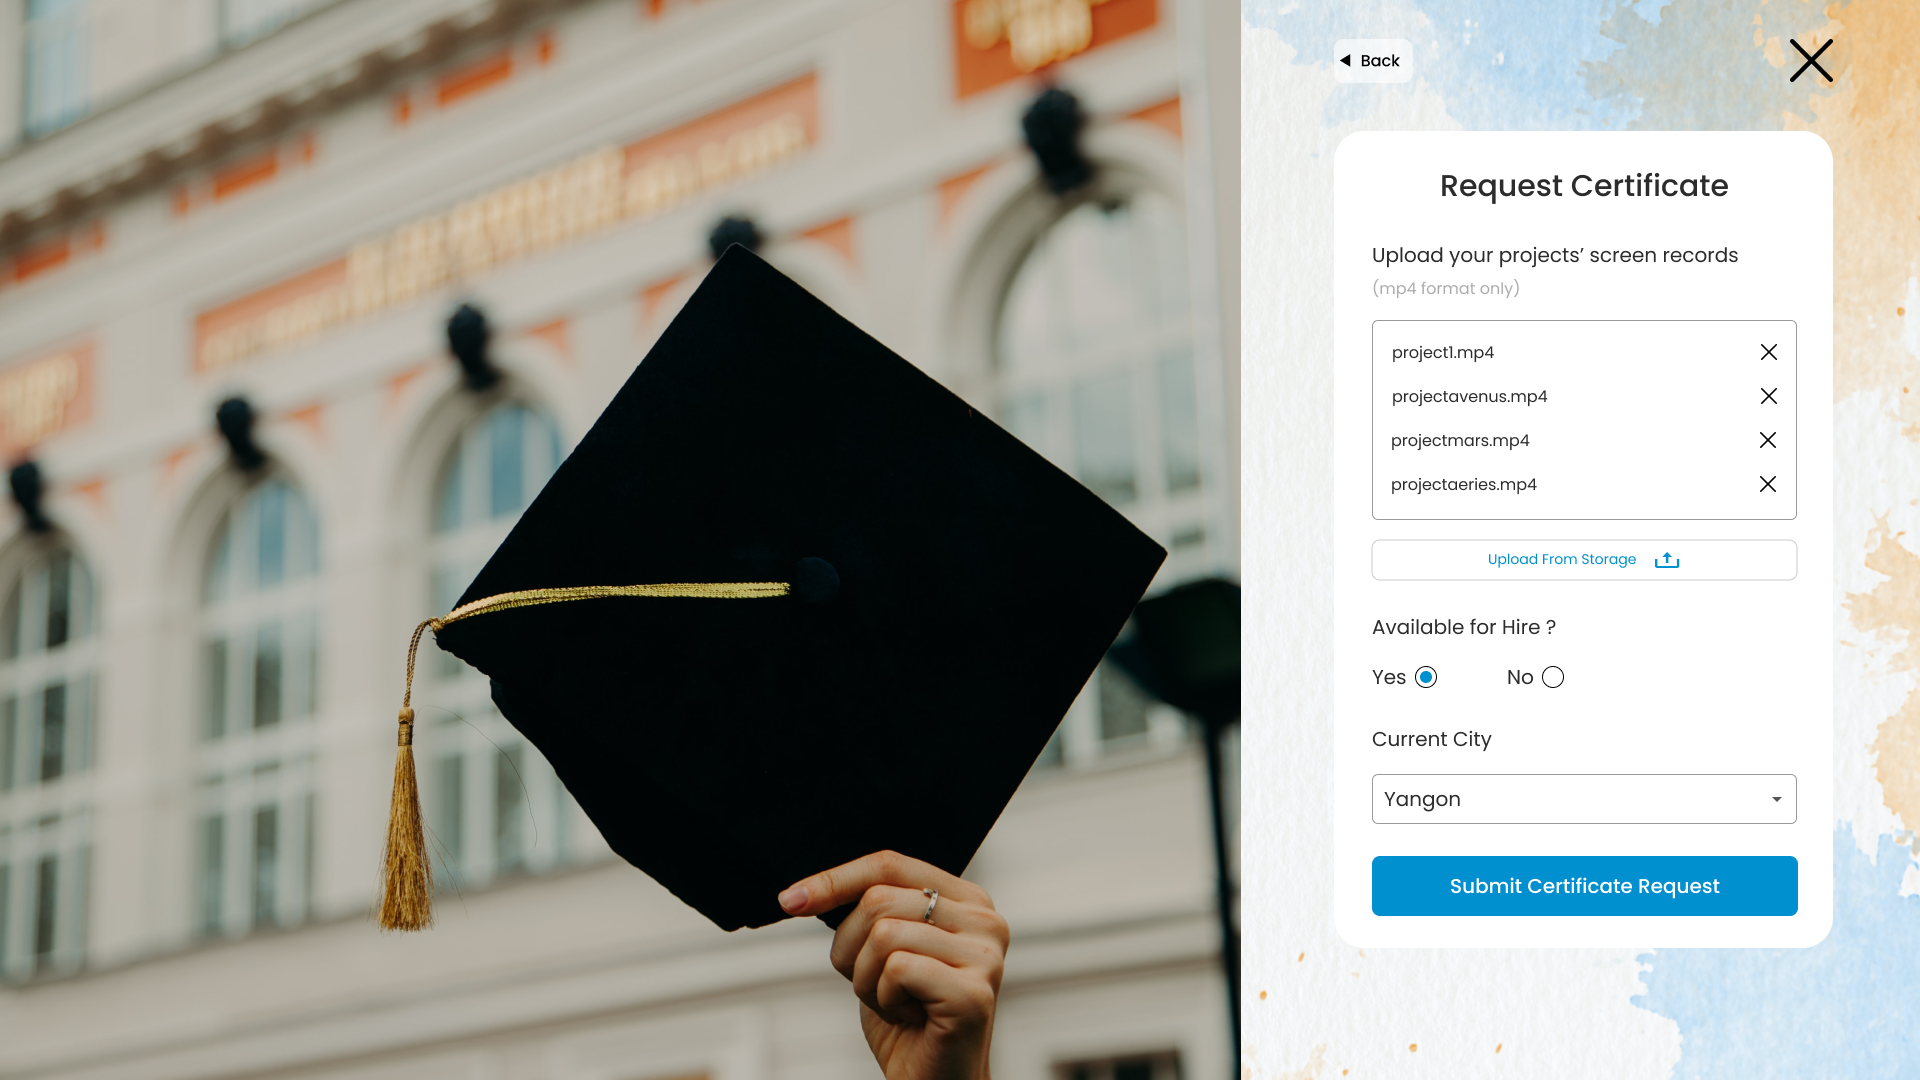 Back
Request Certificate
Upload your projects’ screen records
(mp4 format only)
project1.mp4
projectavenus.mp4
projectmars.mp4
projectaeries.mp4
Upload From Storage
Available for Hire ?
Yes
No
Current City
Yangon
Submit Certificate Request